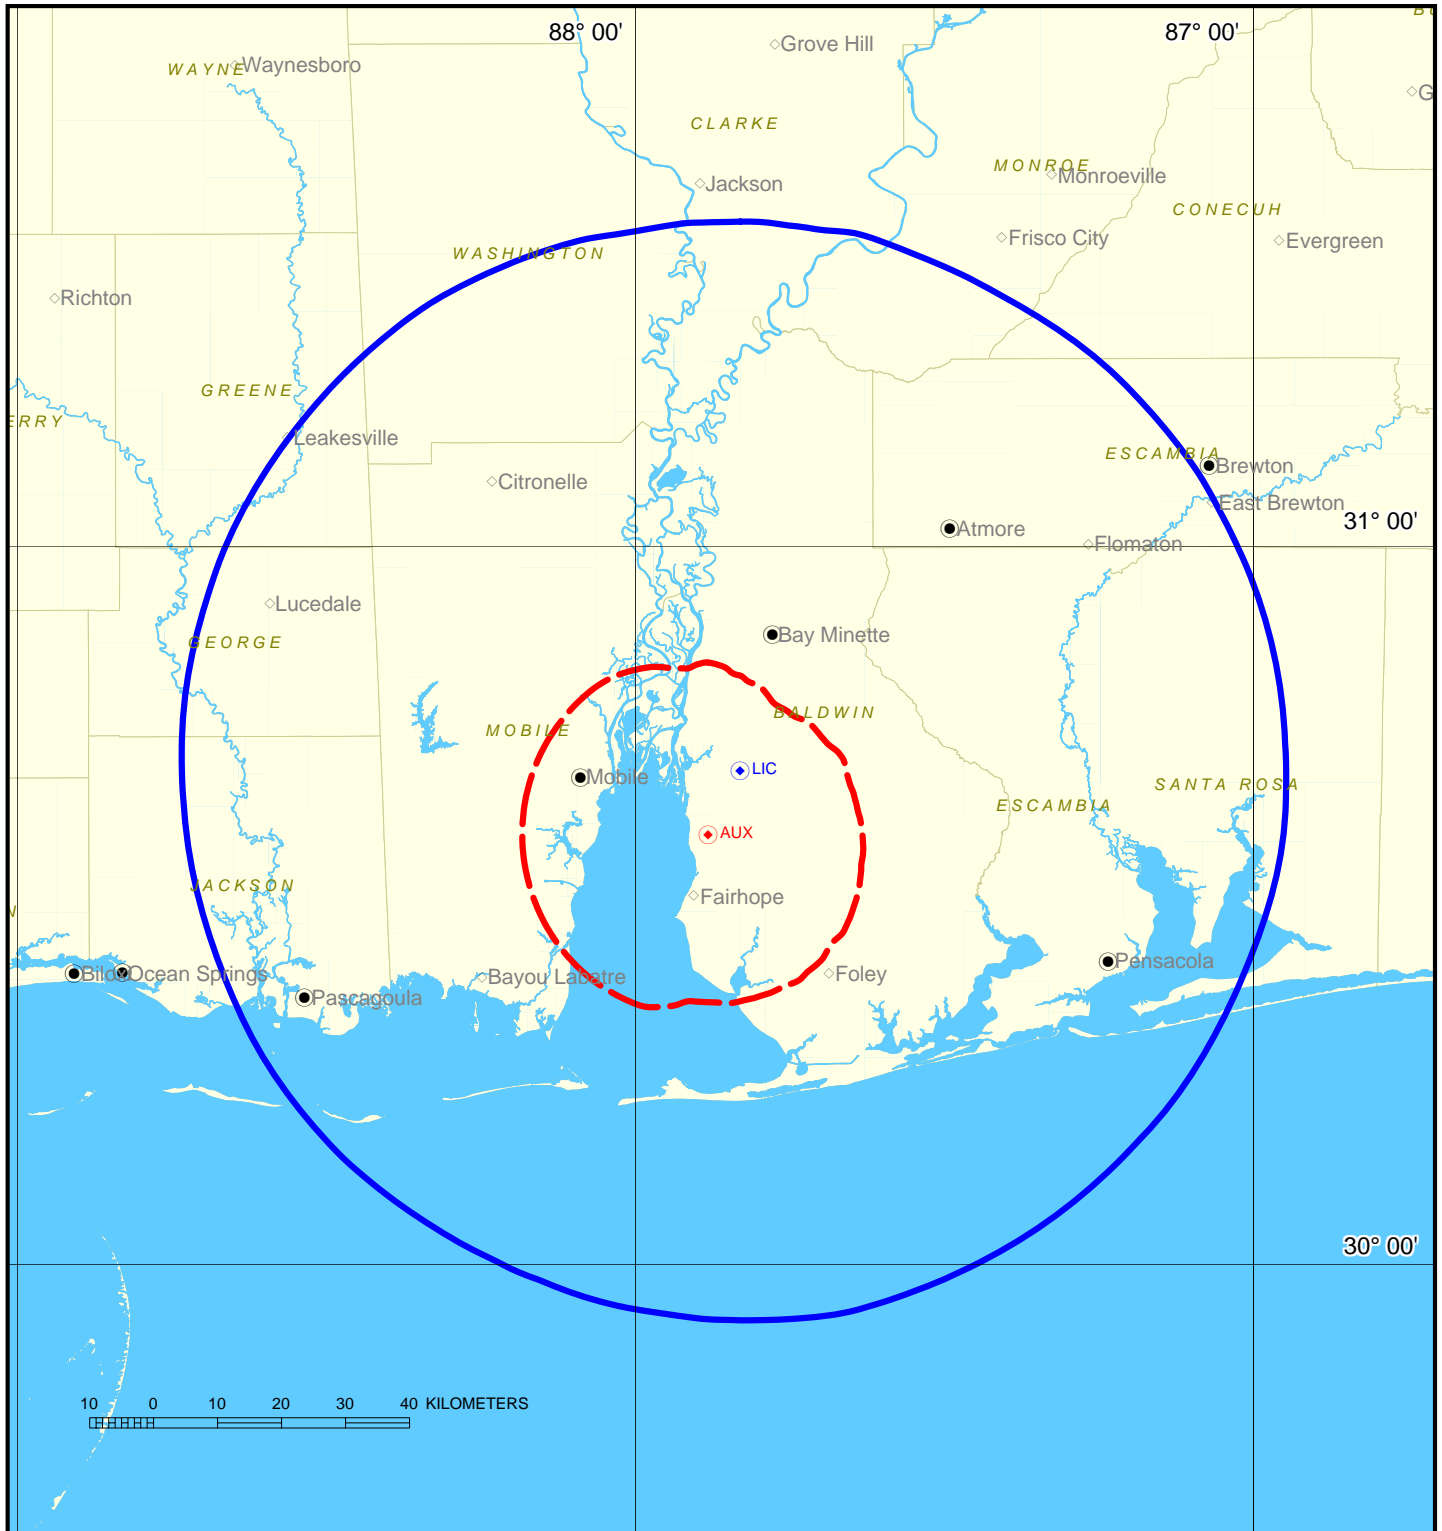 88° 00'
87° 00'
Grove Hill
WAYNE
Waynesboro
CLARKE
Jackson
MONROE
Monroeville
CONECUH
Frisco City
Evergreen
WASHINGTON
Richton
GREENE
ERRY
Leakesville
ESCAMBIA
Brewton
Citronelle
East Brewton
31° 00'
Atmore
Flomaton
Lucedale
GEORGE
Bay Minette
BALDWIN
MOBILE
LIC
Mobile
SANTA ROSA
ESCAMBIA
AUX
JACKSON
Fairhope
N
Pensacola
Biloxi
Ocean Springs
Bayou Labatre
Foley
Pascagoula
30° 00'
10 0 10 20 30 40 KILOMETERS